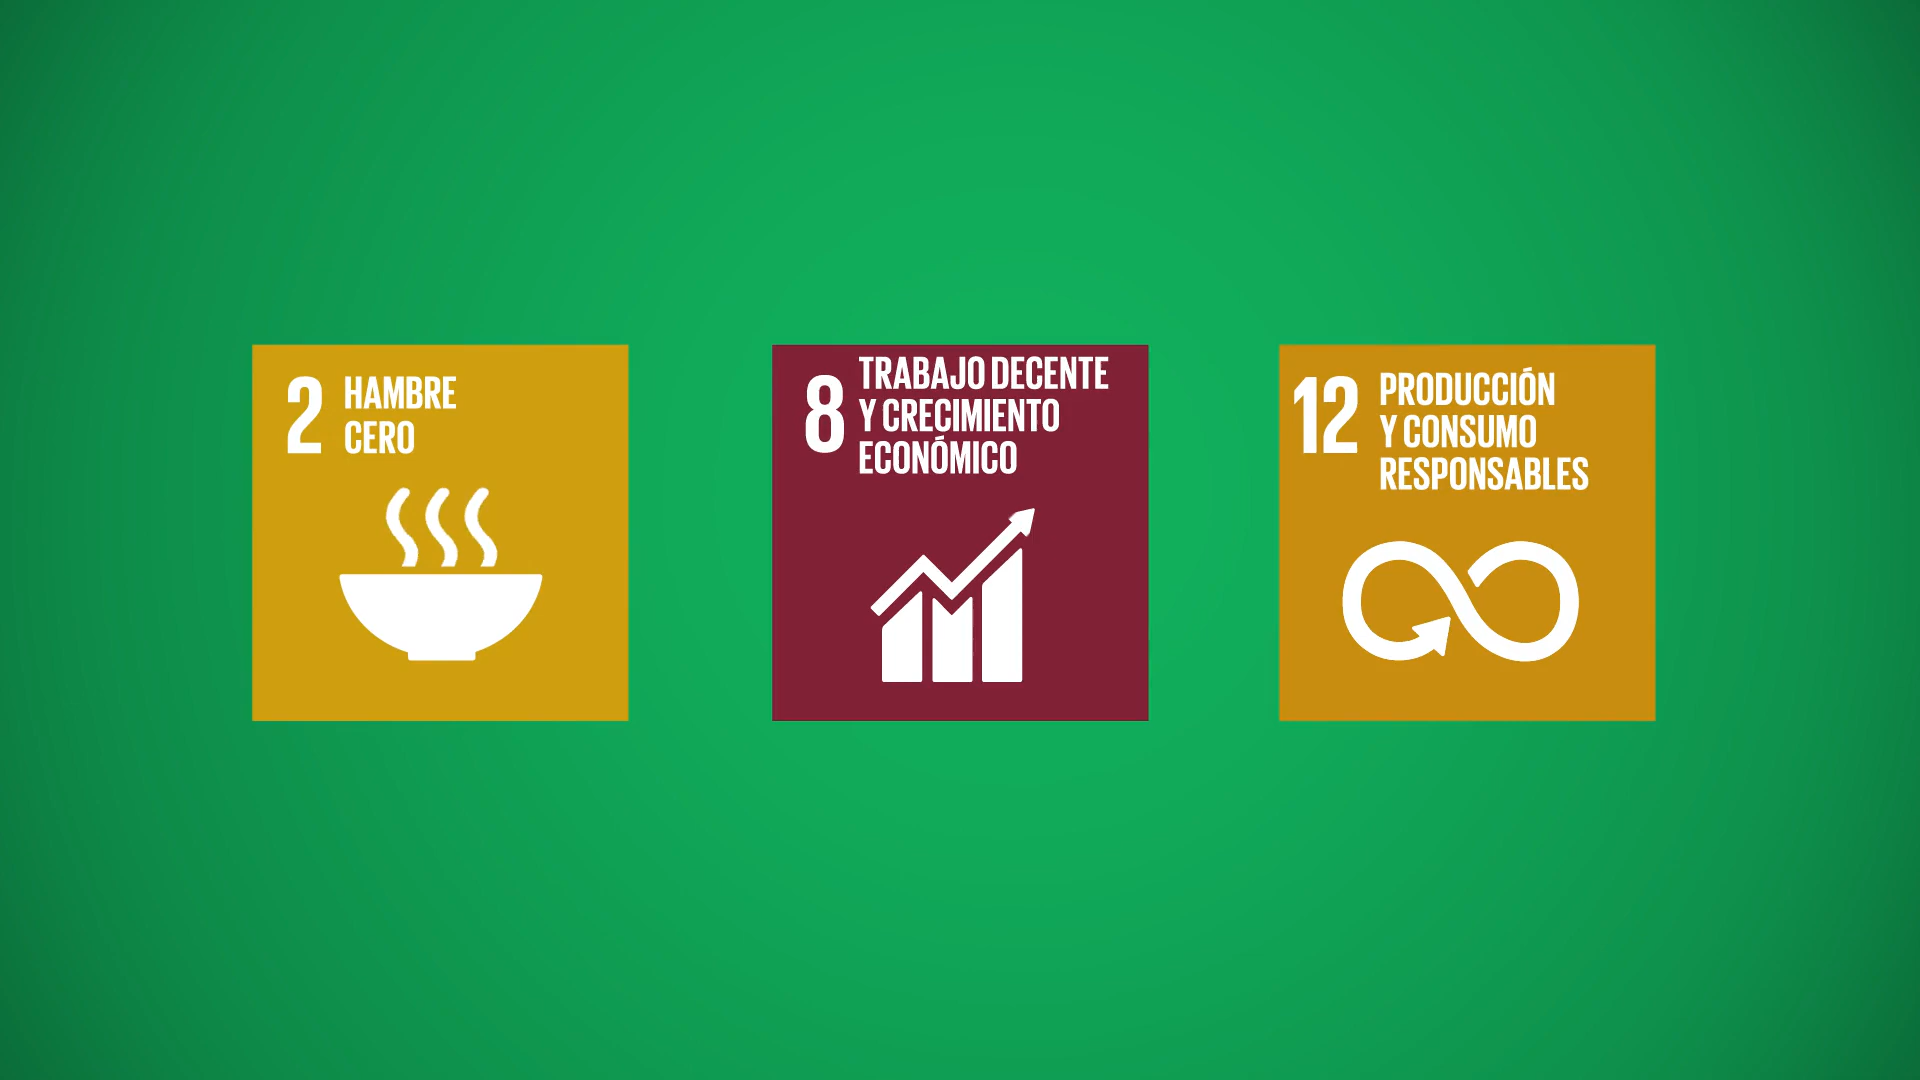 2
HAMBRE
CERO
8
TRABAJO DECENTE
Y CRECIMIENTO
ECONÓMICO
12
PRODUCCIÓN
Y CONSUMO
RESPONSABLES